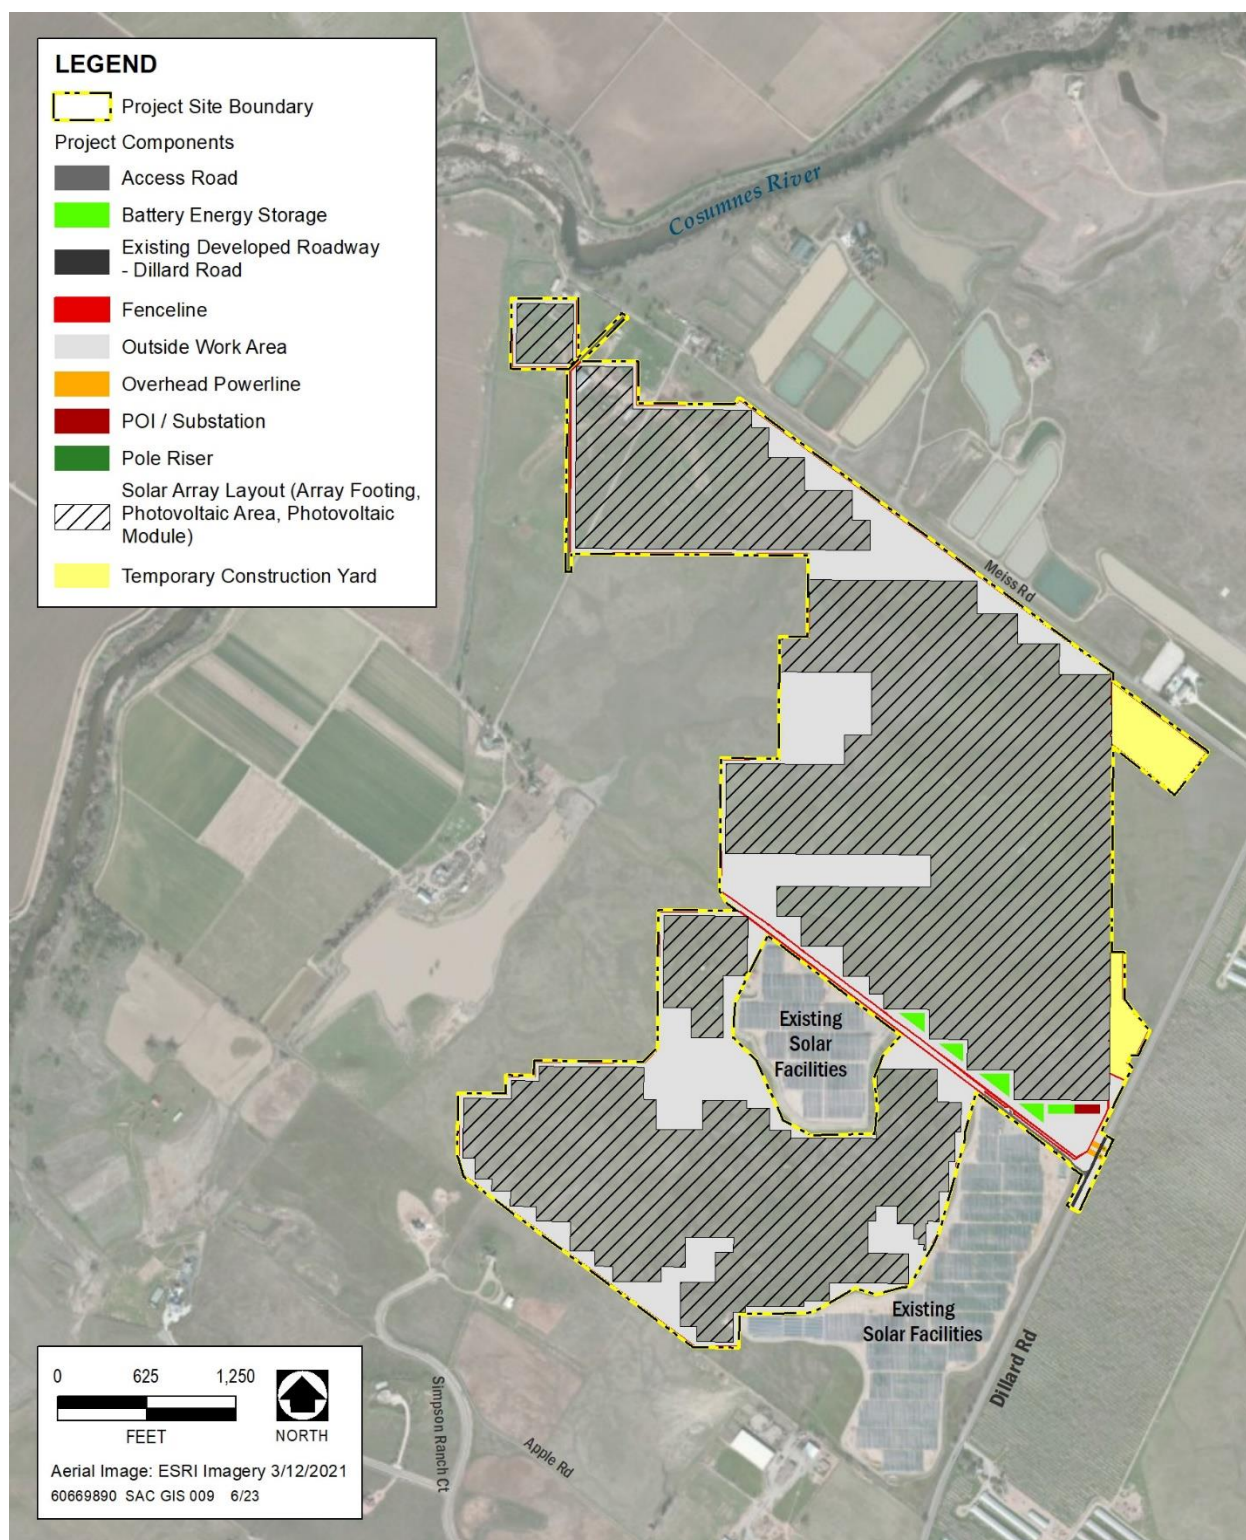 LEGEND
Project Site Boundary
Project Components
Access Road
Battery Energy Storage
Existing Developed Roadway
- Dillard Road
Fenceline
Outside Work Area
Overhead Powerline
POI / Substation
Pole Riser
Solar Array Layout (Array Footing,
Photovoltaic Area, Photovoltaic
Module)
Temporary Construction Yard
Cosumnes River
Meiss Rd
Existing
Solar
Facilities
Existing
Solar Facilities
Dillard Rd
Simpson Ranch Ct
Apple Rd
0 625 1,250
FEET
NORTH
Aerial Image: ESRI Imagery 3/12/2021
60669890 SAC GIS 009 6/23